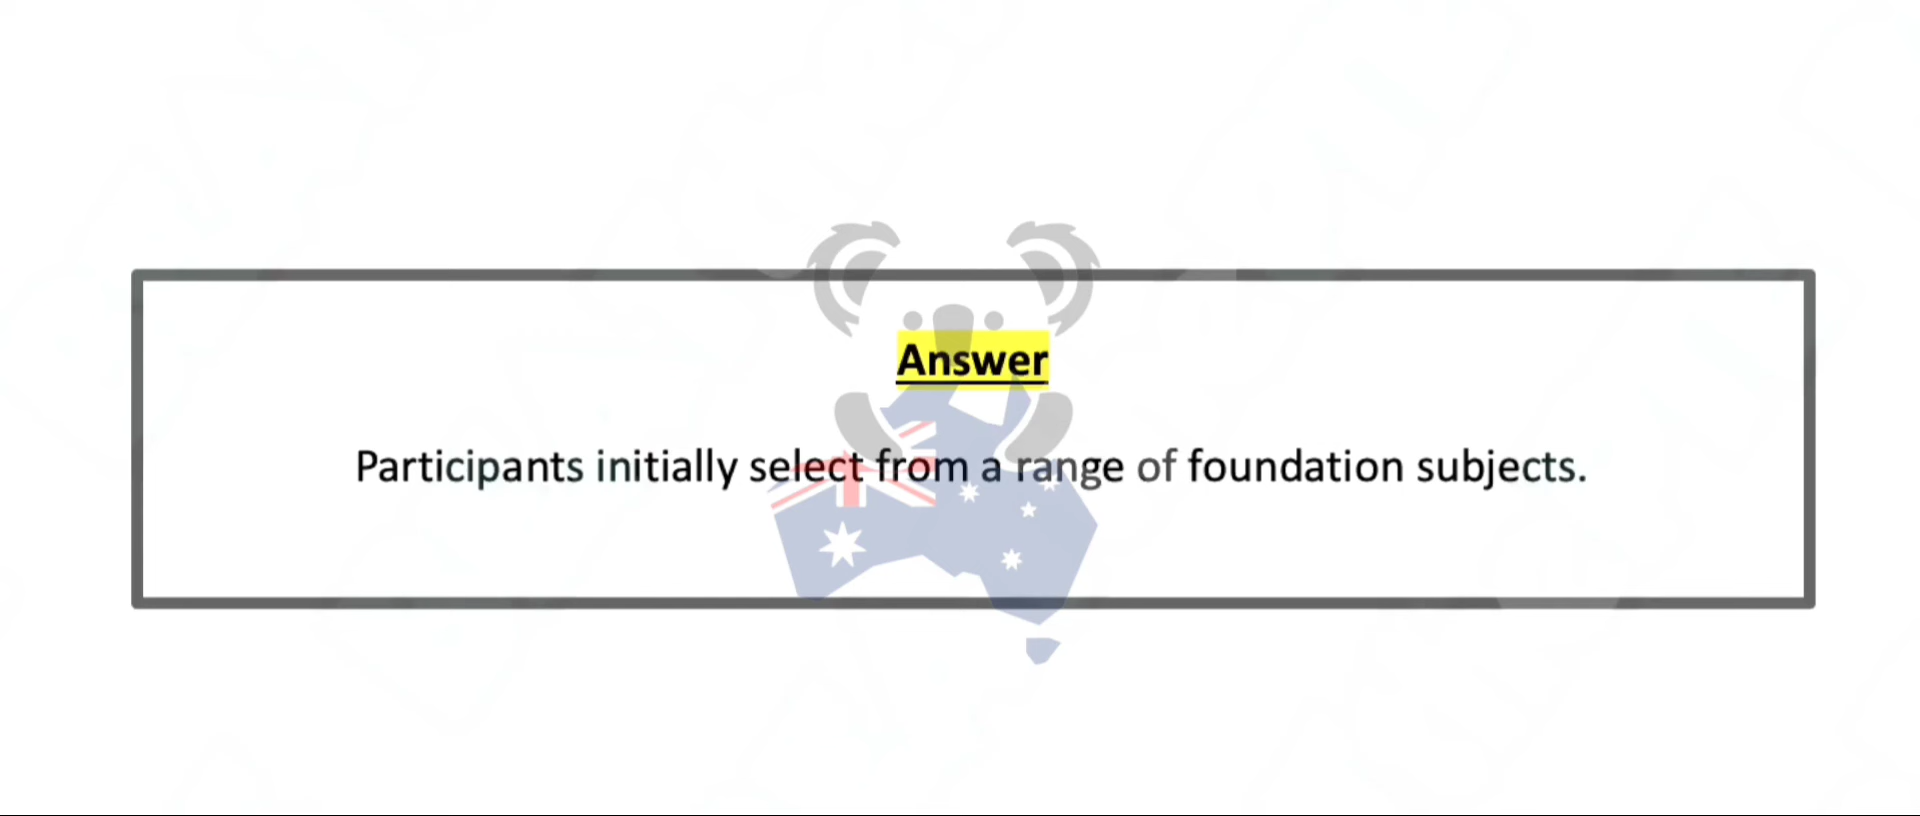 Answer
Participants initially select from a range of foundation subjects.